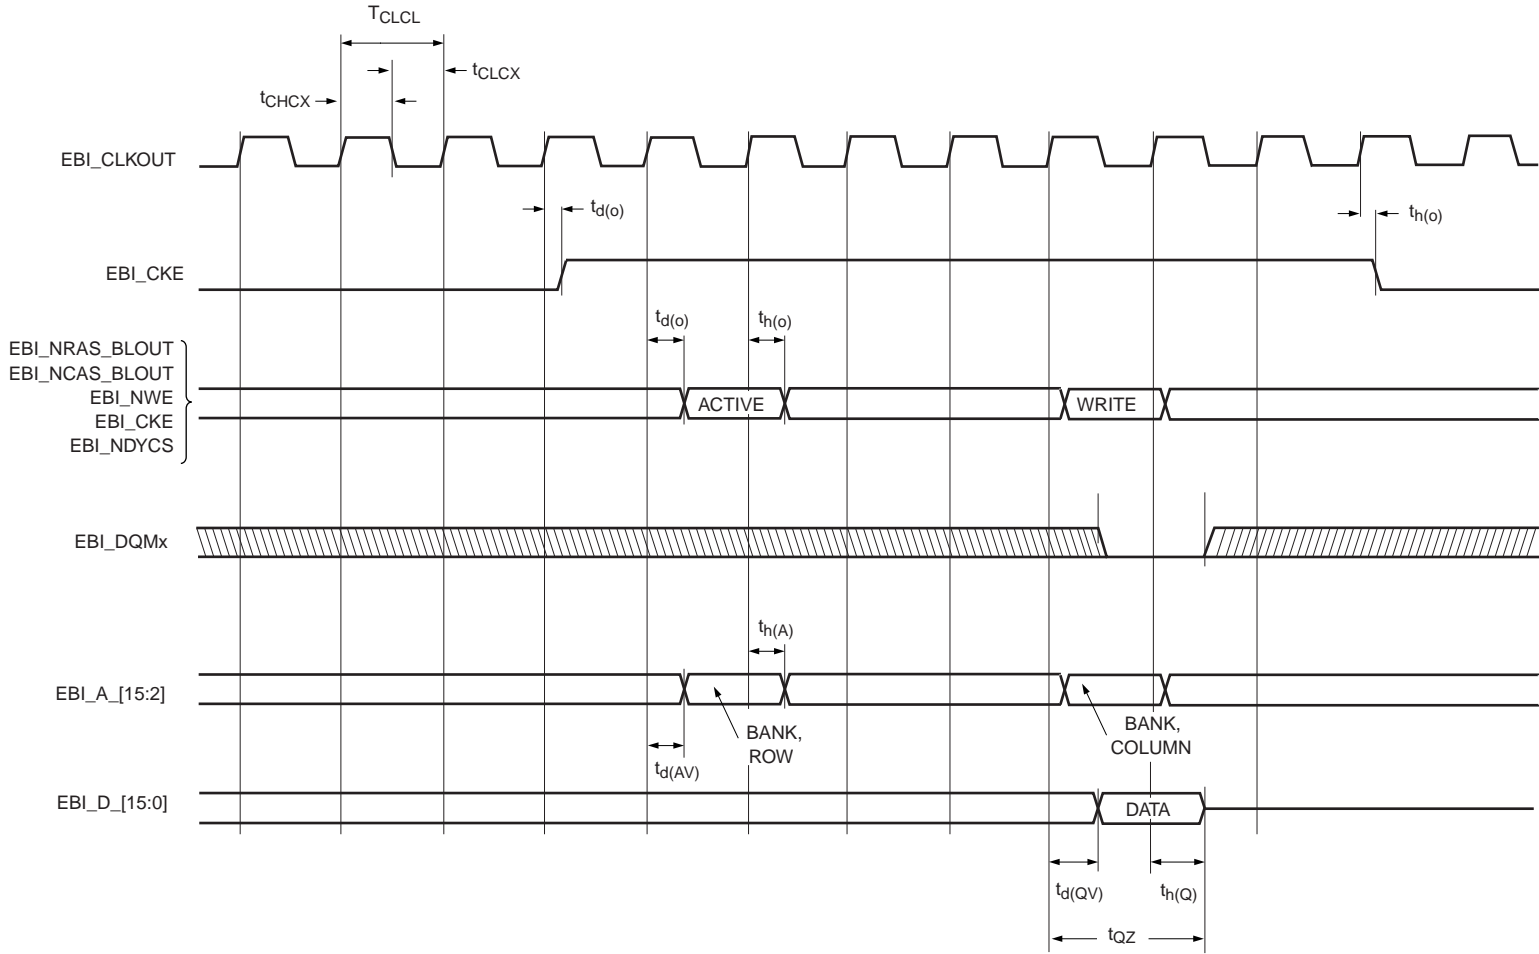 TCLCL
tCLCX
tCHCX
EBI_CLKOUT
td(o)
th(o)
EBI_CKE
td(o)
th(o)
EBI_NRAS_BLOUT
EBI_NCAS_BLOUT
EBI_NWE
EBI_CKE
EBI_NDYCS
ACTIVE
WRITE
EBI_DQMx
th(A)
EBI_A_[15:2]
BANK,
ROW
BANK,
COLUMN
td(AV)
EBI_D_[15:0]
DATA
td(QV)
th(Q)
tQZ